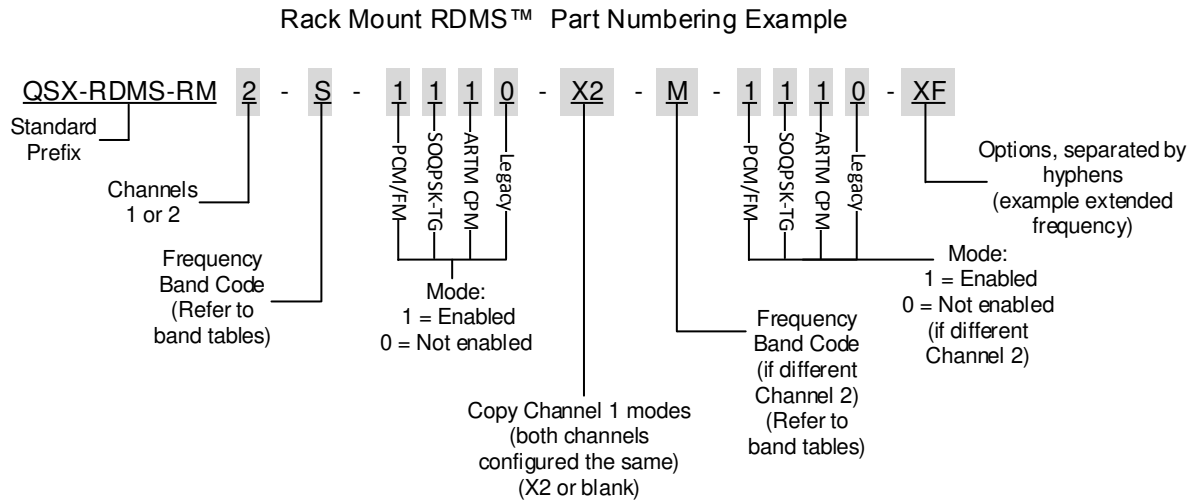 Rack Mount RDMS™ Part Numbering Example
QSX-RDMS-RM 2 - S - 1 1 1 0 - X2 - M - 1 1 1 0 - XF
Standard
Prefix
Channels
1 or 2
Frequency
Band Code
(Refer to
band tables)
PCM/FM
SOQPSK-TG
ARTM CPM
Legacy
Mode:
1 = Enabled
0 = Not enabled
Copy Channel 1 modes
(both channels
configured the same)
(X2 or blank)
Frequency
Band Code
(if different
Channel 2)
(Refer to
band tables)
PCM/FM
SOQPSK-TG
ARTM CPM
Legacy
Mode:
1 = Enabled
0 = Not enabled
(if different
Channel 2)
Options, separated by
hyphens
(example extended
frequency)